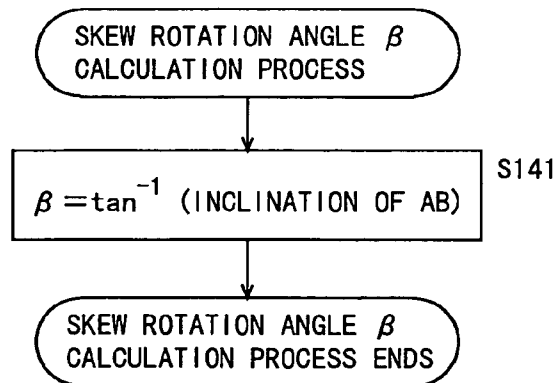 SKEW ROTATION ANGLE β
CALCULATION PROCESS
S141
β=tan⁻¹ (INCLINATION OF AB)
SKEW ROTATION ANGLE β
CALCULATION PROCESS ENDS